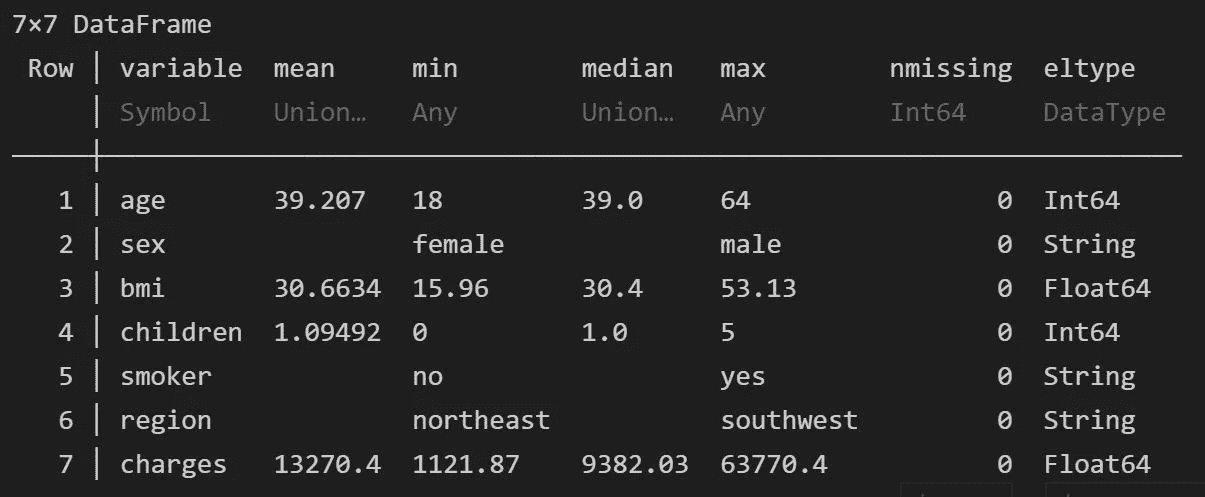 7×7 DataFrame
Row │ variable mean min median max nmissing eltype
│ Symbol Union… Any Union… Any Int64 DataType
1 │ age 39.207 18 39.0 64 0 Int64
2 │ sex female male 0 String
3 │ bmi 30.6634 15.96 30.4 53.13 0 Float64
4 │ children 1.09492 0 1.0 5 0 Int64
5 │ smoker no yes 0 String
6 │ region northeast southwest 0 String
7 │ charges 13270.4 1121.87 9382.03 63770.4 0 Float64